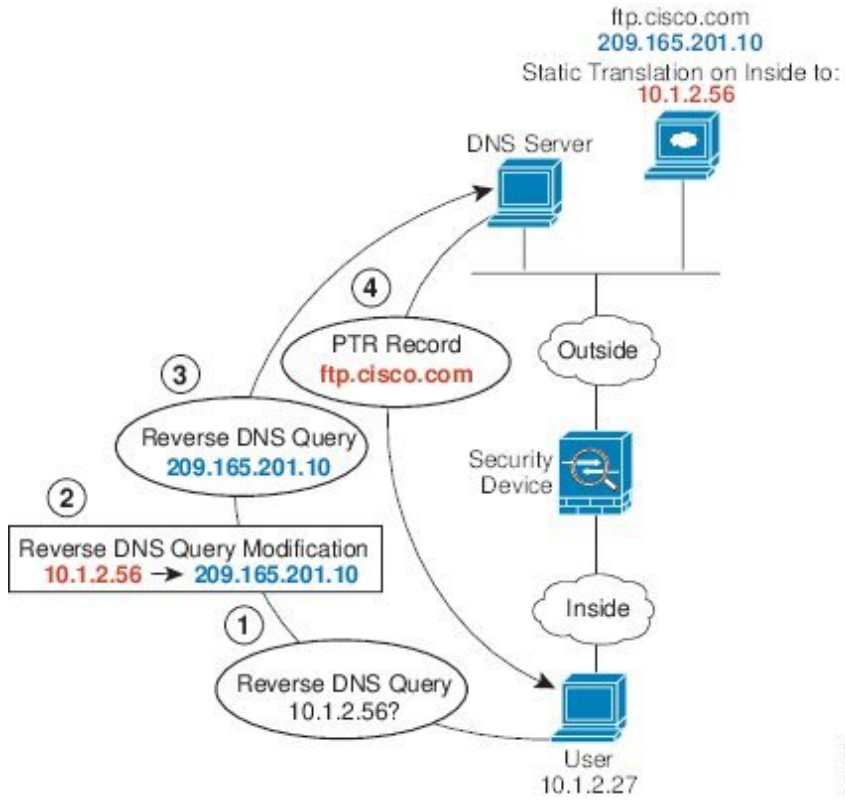 ftp.cisco.com
209.165.201.10
Static Translation on Inside to:
10.1.2.56
DNS Server
4
PTR Record
ftp.cisco.com
Outside
3
Reverse DNS Query
209.165.201.10
Security
Device
2
Reverse DNS Query Modification
10.1.2.56 → 209.165.201.10
Inside
1
Reverse DNS Query
10.1.2.56?
User
10.1.2.27